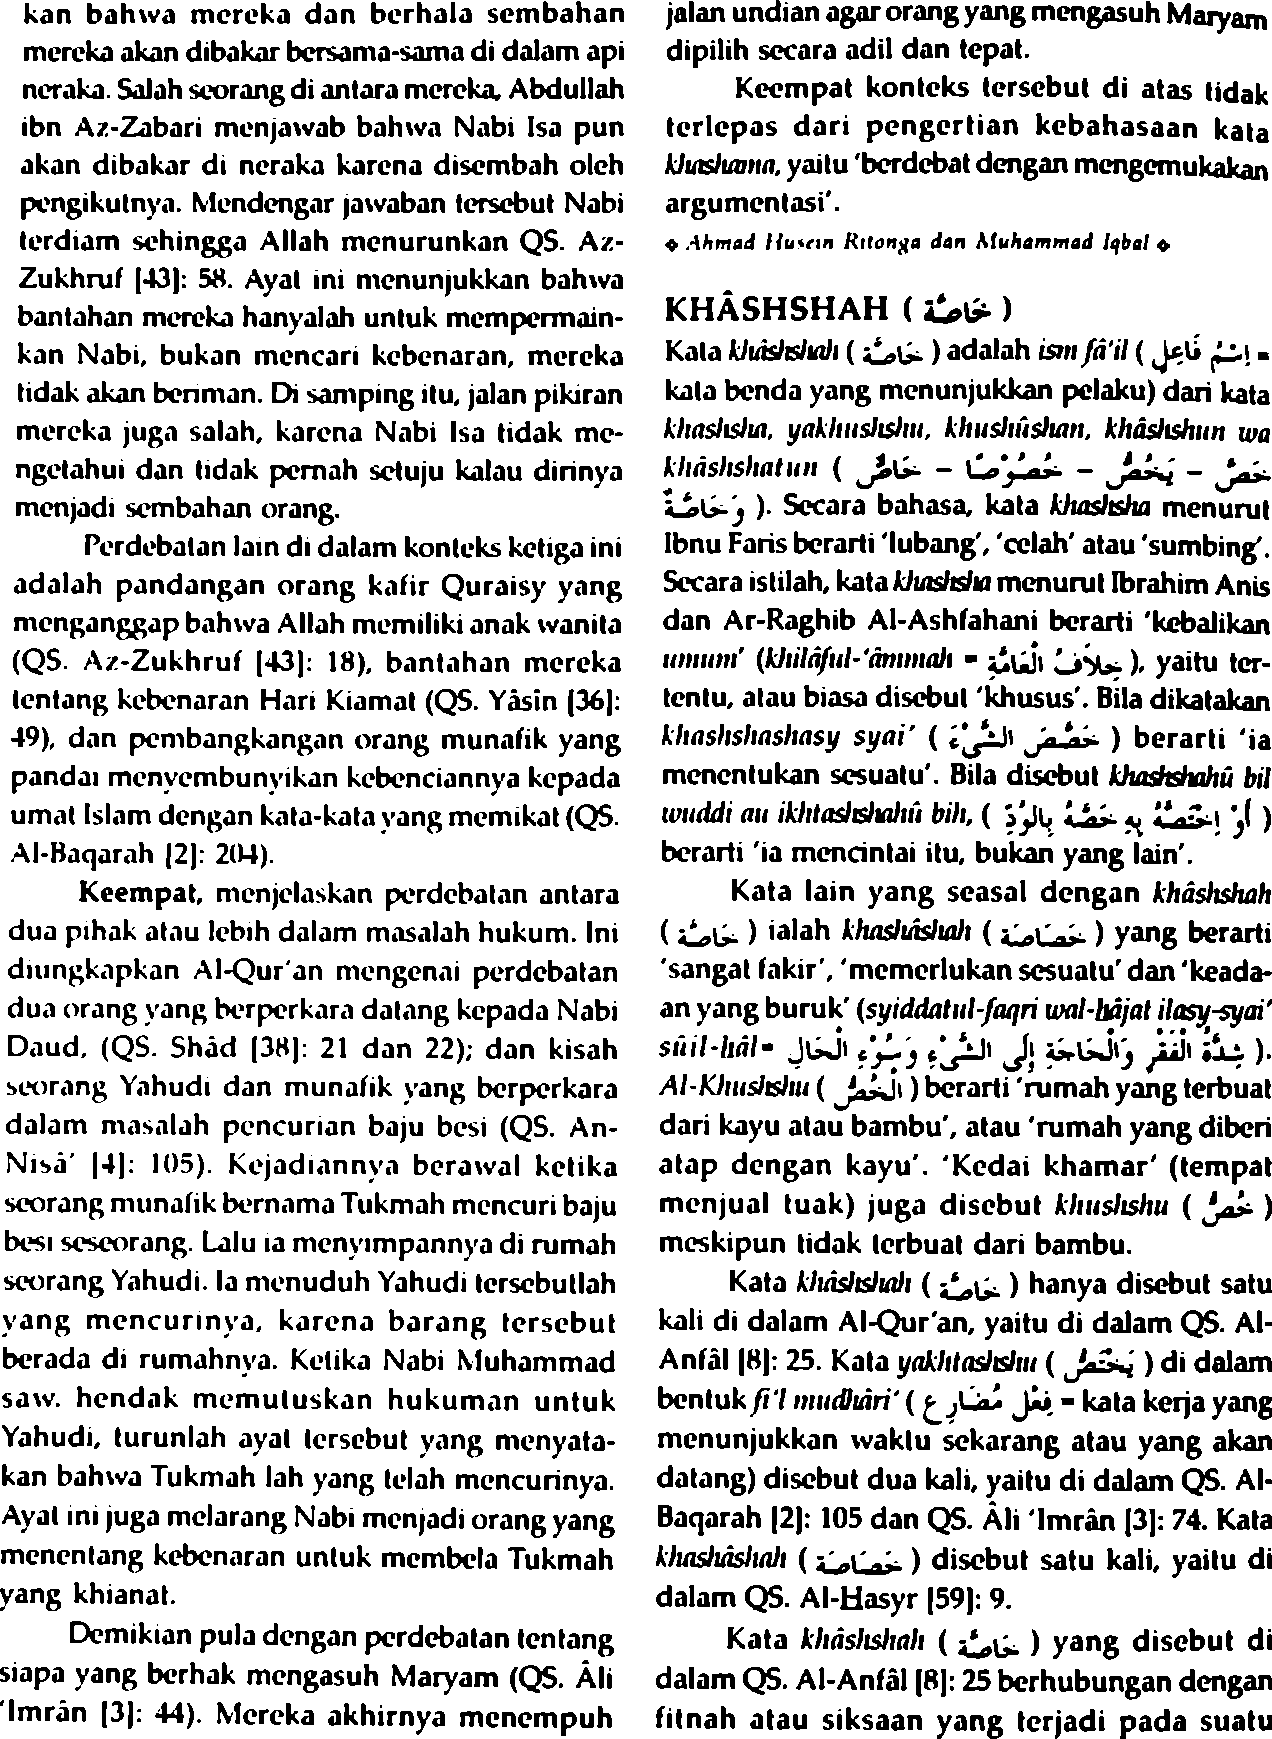 kan bahwa mereka dan berhala sembahan
mereka akan dibakar bersama-sama di dalam api
neraka. Salah seorang di antara mereka, Abdullah
ibn Az-Zabari menjawab bahwa Nabi Isa pun
akan dibakar di neraka karena disembah oleh
pengikutnya. Mendengar jawaban tersebut Nabi
terdiam sehingga Allah menurunkan QS. Az-
Zukhruf [43]: 58. Ayat ini menunjukkan bahwa
bantahan mereka hanyalah untuk mempermain-
kan Nabi, bukan mencari kebenaran, mereka
tidak akan beriman. Di samping itu, jalan pikiran
mereka juga salah, karena Nabi Isa tidak me-
ngetahui dan tidak pernah setuju kalau dirinya
menjadi sembahan orang.
Perdebatan lain di dalam konteks ketiga ini
adalah pandangan orang kafir Quraisy yang
menganggap bahwa Allah memiliki anak wanita
(QS. Az-Zukhruf [43]: 18), bantahan mereka
tentang kebenaran Hari Kiamat (QS. Yâsîn [36]:
49), dan pembangkangan orang munafik yang
pandai menyembunyikan kebenciannya kepada
umat Islam dengan kata-kata yang memikat (QS.
Al-Baqarah [2]: 204).
Keempat, menjelaskan perdebatan antara
dua pihak atau lebih dalam masalah hukum. Ini
diungkapkan Al-Qur'an mengenai perdebatan
dua orang yang berperkara datang kepada Nabi
Daud, (QS. Shâd [38]: 21 dan 22); dan kisah
seorang Yahudi dan munafik yang berperkara
dalam masalah pencurian baju besi (QS. An-
Nisâ' [4]: 105). Kejadiannya berawal ketika
seorang munafik bernama Tukmah mencuri baju
besi seseorang. Lalu ia menyimpannya di rumah
seorang Yahudi. Ia menuduh Yahudi tersebutlah
yang mencurinya, karena barang tersebut
berada di rumahnya. Ketika Nabi Muhammad
saw. hendak memutuskan hukuman untuk
Yahudi, turunlah ayat tersebut yang menyata-
kan bahwa Tukmah lah yang telah mencurinya.
Ayat ini juga melarang Nabi menjadi orang yang
menentang kebenaran untuk membela Tukmah
yang khianat.
Demikian pula dengan perdebatan tentang
siapa yang berhak mengasuh Maryam (QS. Âli
'Imrân [3]: 44). Mereka akhirnya menempuh
jalan undian agar orang yang mengasuh Maryam
dipilih secara adil dan tepat.
Keempat konteks tersebut di atas tidak
terlepas dari pengertian kebahasaan kata
khashama, yaitu 'berdebat dengan mengemukakan
argumentasi'.
◆ Ahmad Husein Ritonga dan Muhammad Iqbal ◆
KHÂSHSHAH ( خَاصَّة )
Kata khâshshah ( خَاصَّة ) adalah ism fâ'il ( اِسْمُ فَاعِلٍ =
kata benda yang menunjukkan pelaku) dari kata
khashsha, yakhushshu, khushûshan, khâshshun wa
khâshshatun ( خَصَّ – يَخُصُّ – خُصُوْصًا – خَاصٌّ
وَخَاصَّةٌ ). Secara bahasa, kata khashsha menurut
Ibnu Faris berarti 'lubang', 'celah' atau 'sumbing'.
Secara istilah, kata khashsha menurut Ibrahim Anis
dan Ar-Raghib Al-Ashfahani berarti 'kebalikan
umum' (khilâful-'âmmah = خِلَافُ الْعَامَّةِ ), yaitu ter-
tentu, atau biasa disebut 'khusus'. Bila dikatakan
khashshashasy syai' ( خَصَّصَ الشَّيْءَ ) berarti 'ia
menentukan sesuatu'. Bila disebut khashshahû bil
wuddi au ikhtashshahû bih, ( أَوْ اِخْتَصَّهُ بِهِ خَصَّهُ بِالْوُدِّ )
berarti 'ia mencintai itu, bukan yang lain'.
Kata lain yang seasal dengan khâshshah
( خَاصَّة ) ialah khashâshah ( خَصَاصَة ) yang berarti
'sangat fakir', 'memerlukan sesuatu' dan 'keada-
an yang buruk' (syiddatul-faqri wal-hâjat ilasy-syai'
sûil-hâl= شِدَّةُ الْفَقْرِ وَالْحَاجَةِ إِلَى الشَّيْءِ وَسُوْءِ الْحَالِ ).
Al-Khushshu ( الْخُصُّ ) berarti 'rumah yang terbuat
dari kayu atau bambu', atau 'rumah yang diberi
atap dengan kayu'. 'Kedai khamar' (tempat
menjual tuak) juga disebut khushshu ( خُصٌّ )
meskipun tidak terbuat dari bambu.
Kata khâshshah ( خَاصَّة ) hanya disebut satu
kali di dalam Al-Qur'an, yaitu di dalam QS. Al-
Anfâl [8]: 25. Kata yakhtashshu ( يَخْتَصُّ ) di dalam
bentuk fi'l mudhâri' ( فِعْل مُضَارِع = kata kerja yang
menunjukkan waktu sekarang atau yang akan
datang) disebut dua kali, yaitu di dalam QS. Al-
Baqarah [2]: 105 dan QS. Âli 'Imrân [3]: 74. Kata
khashâshah ( خَصَاصَة ) disebut satu kali, yaitu di
dalam QS. Al-Hasyr [59]: 9.
Kata khâshshah ( خَاصَّة ) yang disebut di
dalam QS. Al-Anfâl [8]: 25 berhubungan dengan
fitnah atau siksaan yang terjadi pada suatu